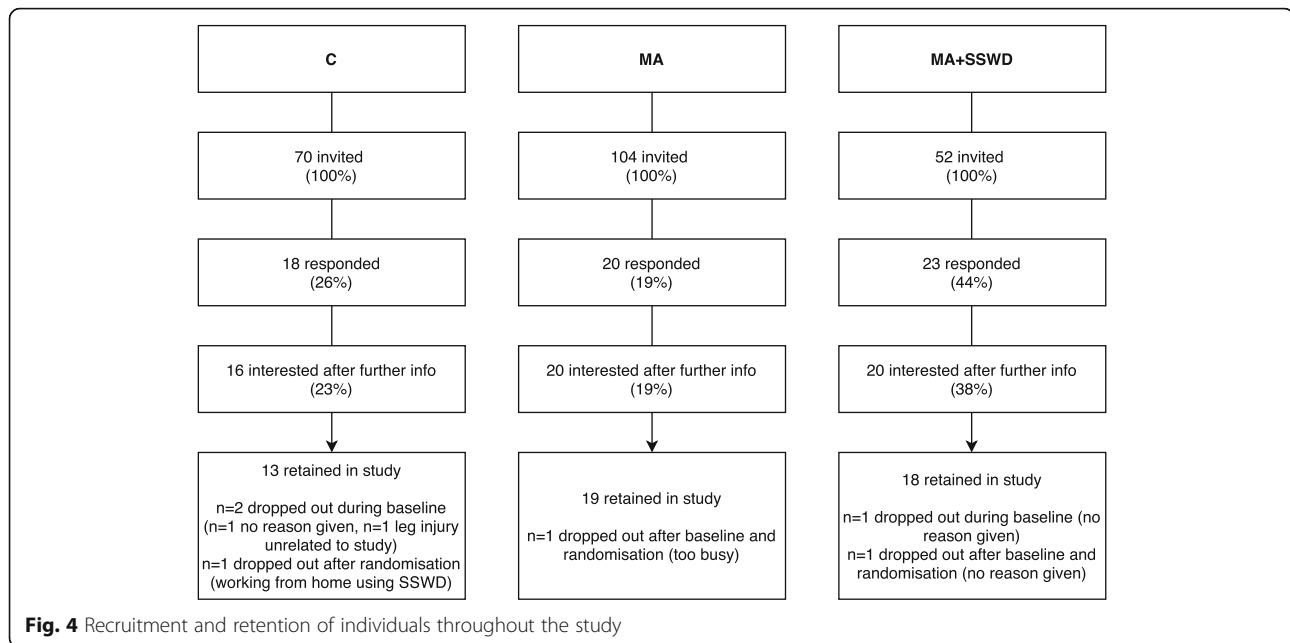 C
70 invited
(100%)
18 responded
(26%)
16 interested after further info
(23%)
13 retained in study
n=2 dropped out during baseline
(n=1 no reason given, n=1 leg injury
unrelated to study)
n=1 dropped out after randomisation
(working from home using SSWD)
MA
104 invited
(100%)
20 responded
(19%)
20 interested after further info
(19%)
19 retained in study
n=1 dropped out after baseline and
randomisation (too busy)
MA+SSWD
52 invited
(100%)
23 responded
(44%)
20 interested after further info
(38%)
18 retained in study
n=1 dropped out during baseline (no
reason given)
n=1 dropped out after baseline and
randomisation (no reason given)
Fig. 4 Recruitment and retention of individuals throughout the study